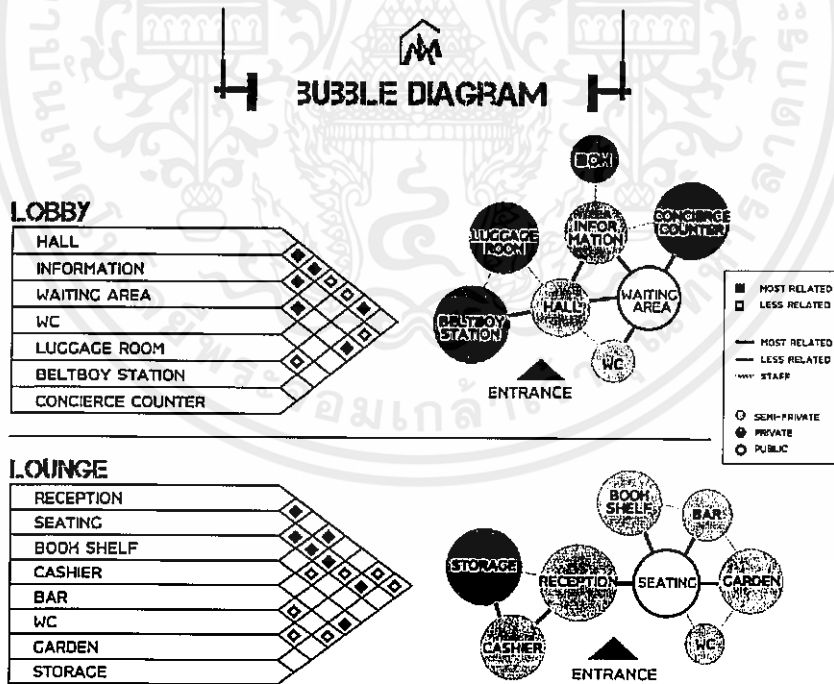 BUBBLE DIAGRAM
LOBBY
HALL
INFORMATION
WAITING AREA
WC
LUGGAGE ROOM
BELTBOY STATION
CONCIERCE COUNTER
LUGGAGE
ROOM
INFOR
MATION
CONCIERCE
COUNTER
BELTBOY
STATION
HALL
WAITING
AREA
WC
ENTRANCE
MOST RELATED
LESS RELATED
MOST RELATED
LESS RELATED
STAFF
SEMI-PRIVATE
PRIVATE
PUBLIC
LOUNGE
RECEPTION
SEATING
BOOK SHELF
CASHIER
BAR
WC
GARDEN
STORAGE
BOOK
SHELF
BAR
STORAGE
RECEPTION
SEATING
GARDEN
CASHIER
WC
ENTRANCE